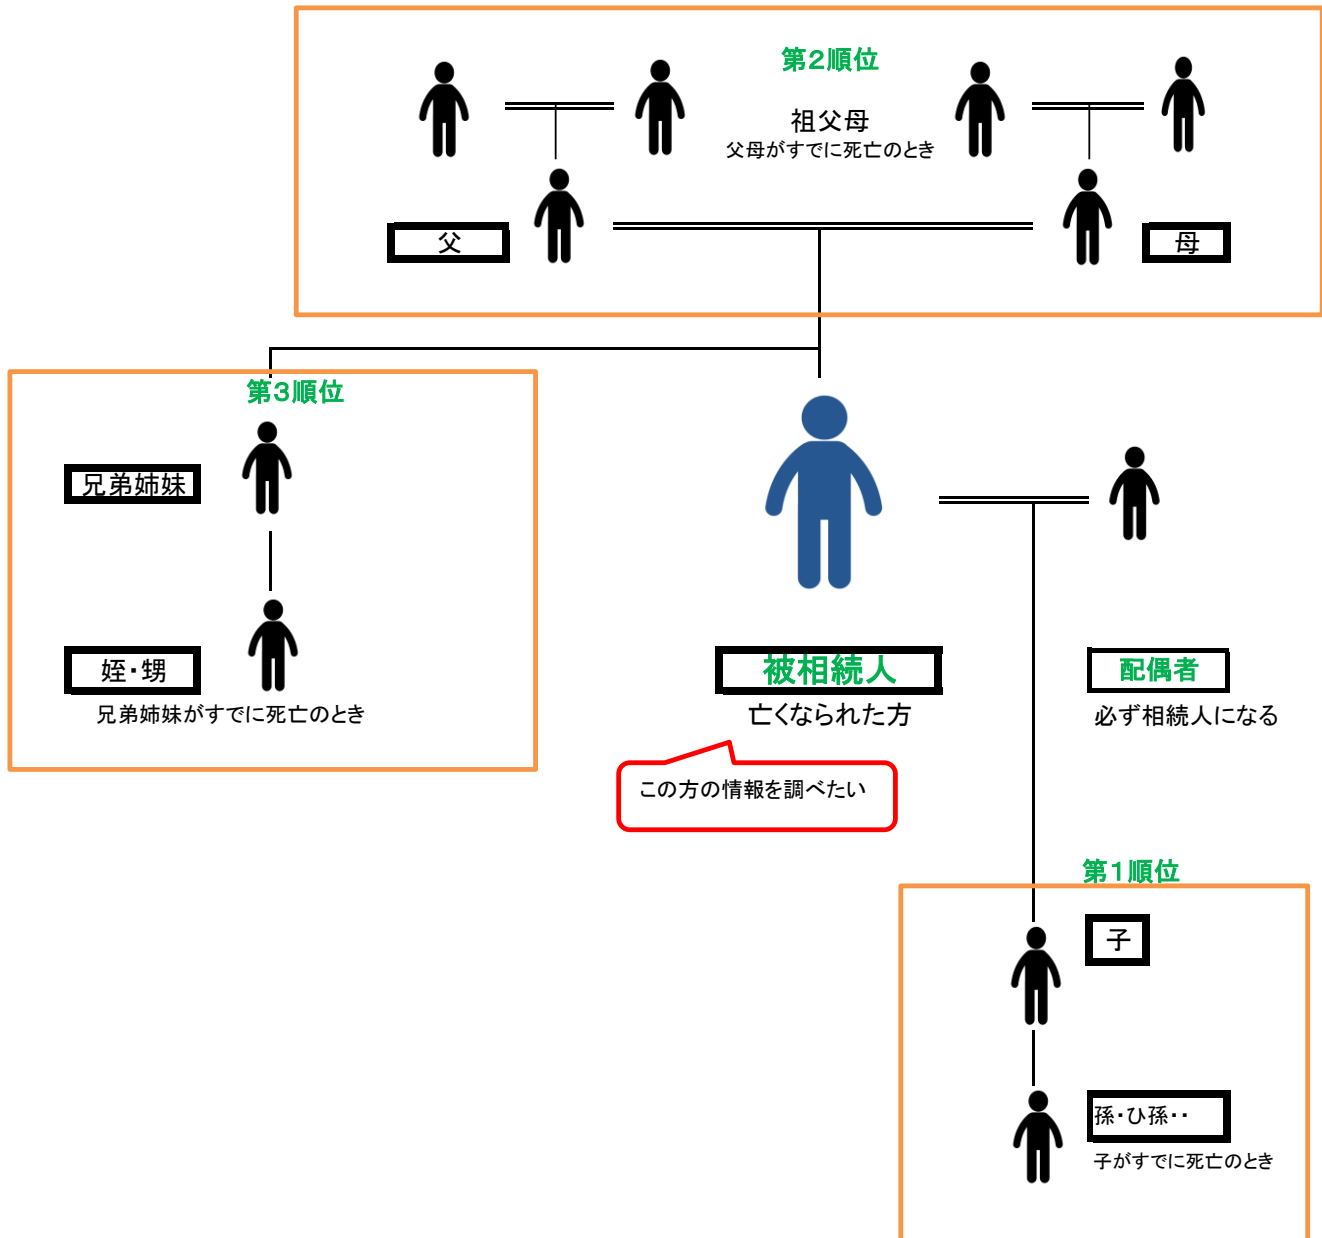 第2順位
祖父母
父母がすでに死亡のとき
父
母
第3順位
兄弟姉妹
姪・甥
兄弟姉妹がすでに死亡のとき
被相続人
亡くなられた方
配偶者
必ず相続人になる
この方の情報を調べたい
第1順位
子
孫・ひ孫・・
子がすでに死亡のとき